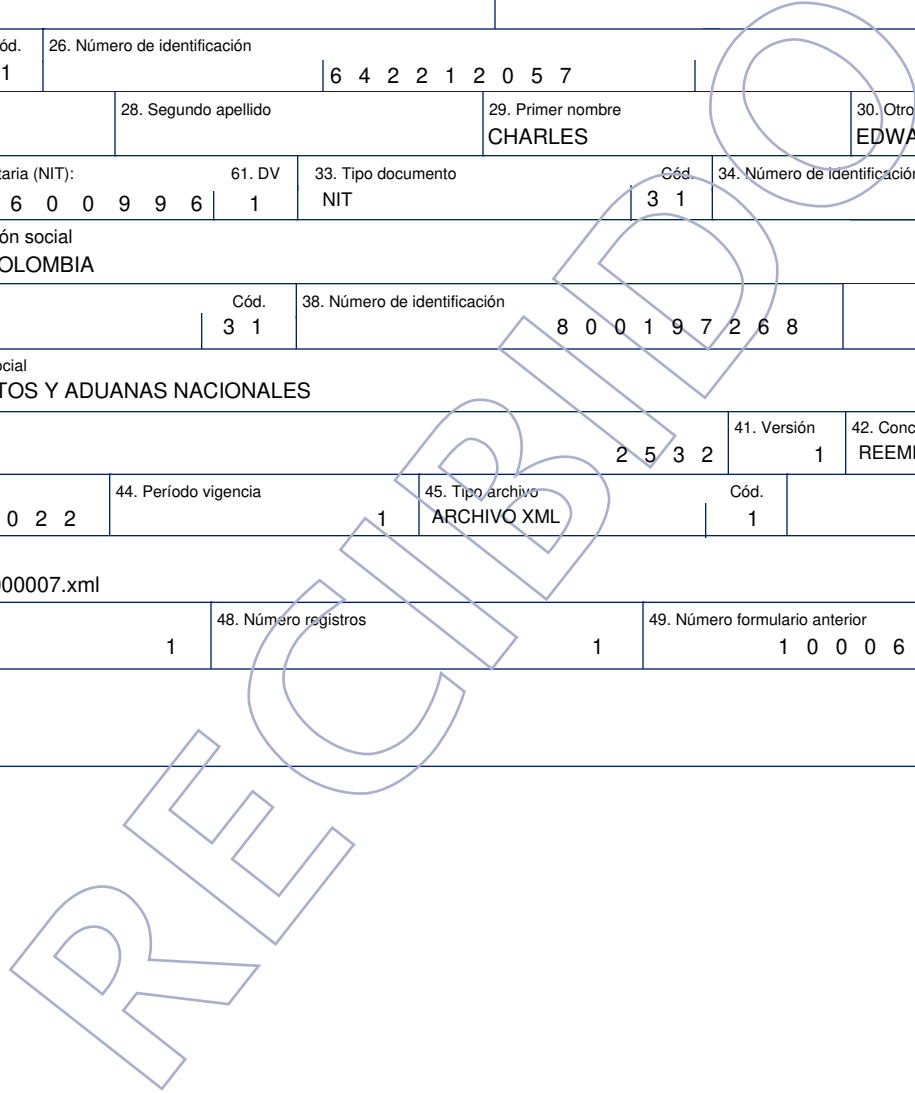 ód. 26. Número de identificación
1 6 4 2 2 1 2 0 5 7
28. Segundo apellido 29. Primer nombre 30. Otro
CHARLES EDWA
taria (NIT): 61. DV 33. Tipo documento Cód. 34. Número de identificación
6 0 0 9 9 6 1 NIT 3 1
ón social
OLOMBIA
Cód. 38. Número de identificación
3 1 8 0 0 1 9 7 2 6 8
ocial
TOS Y ADUANAS NACIONALES
41. Versión 42. Conc
2 5 3 2 1 REEM
44. Período vigencia 45. Tipo archivo Cód.
0 2 2 1 ARCHIVO XML 1
000007.xml
48. Número registros 49. Número formulario anterior
1 1 1 0 0 0 6
RECIBIDO